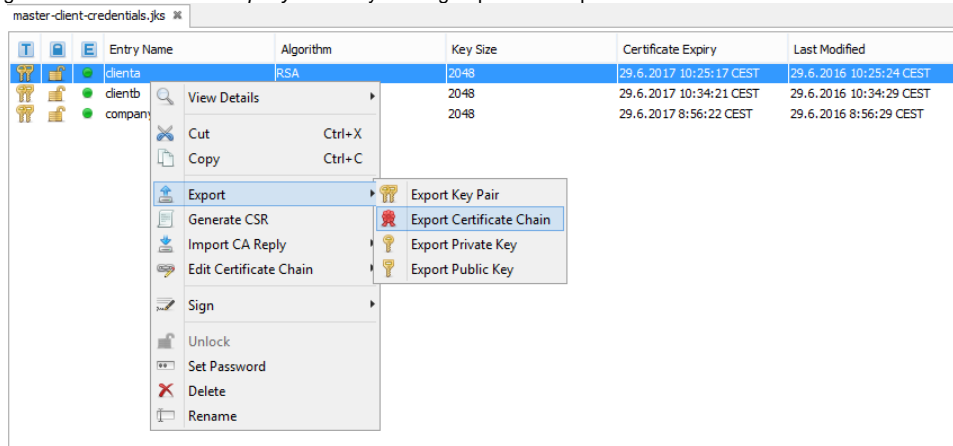 master-client-credentials.jks
T E Entry Name Algorithm Key Size Certificate Expiry Last Modified
clienta RSA 2048 29.6.2017 10:25:17 CEST 29.6.2016 10:25:24 CEST
clientb 2048 29.6.2017 10:34:21 CEST 29.6.2016 10:34:29 CEST
company 2048 29.6.2017 8:56:22 CEST 29.6.2016 8:56:29 CEST
View Details
Cut Ctrl+X
Copy Ctrl+C
Export
Export Key Pair
Generate CSR
Export Certificate Chain
Import CA Reply
Export Private Key
Edit Certificate Chain
Export Public Key
Sign
Unlock
Set Password
Delete
Rename